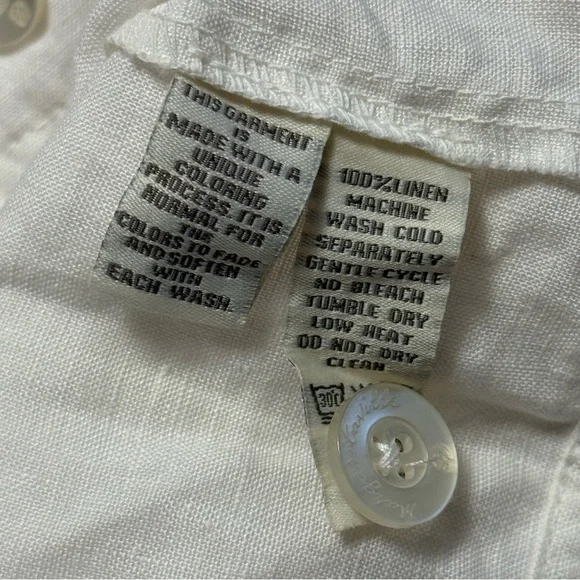 THIS GARMENT
IS
MADE WITH A
UNIQUE
COLORING
PROCESS. IT IS
NORMAL FOR
THE
COLORS TO FADE
AND SOFTEN
WITH
EACH WASH.
100% LINEN
MACHINE
WASH COLD
SEPARATELY
GENTLE CYCLE
NO BLEACH
TUMBLE DRY
LOW HEAT
DO NOT DRY
CLEAN
30°C